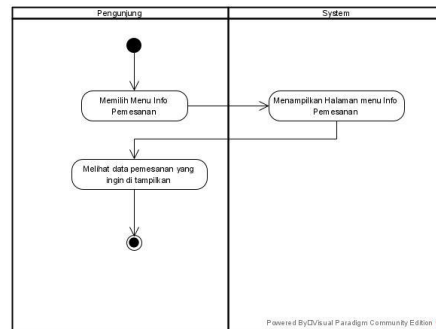 Pengunjung
System
Memilih Menu Info
Pemesanan
Menampilkan Halaman menu Info
Pemesanan
Melihat data pemesanan yang
ingin di tampilkan
Powered By□Visual Paradigm Community Edition